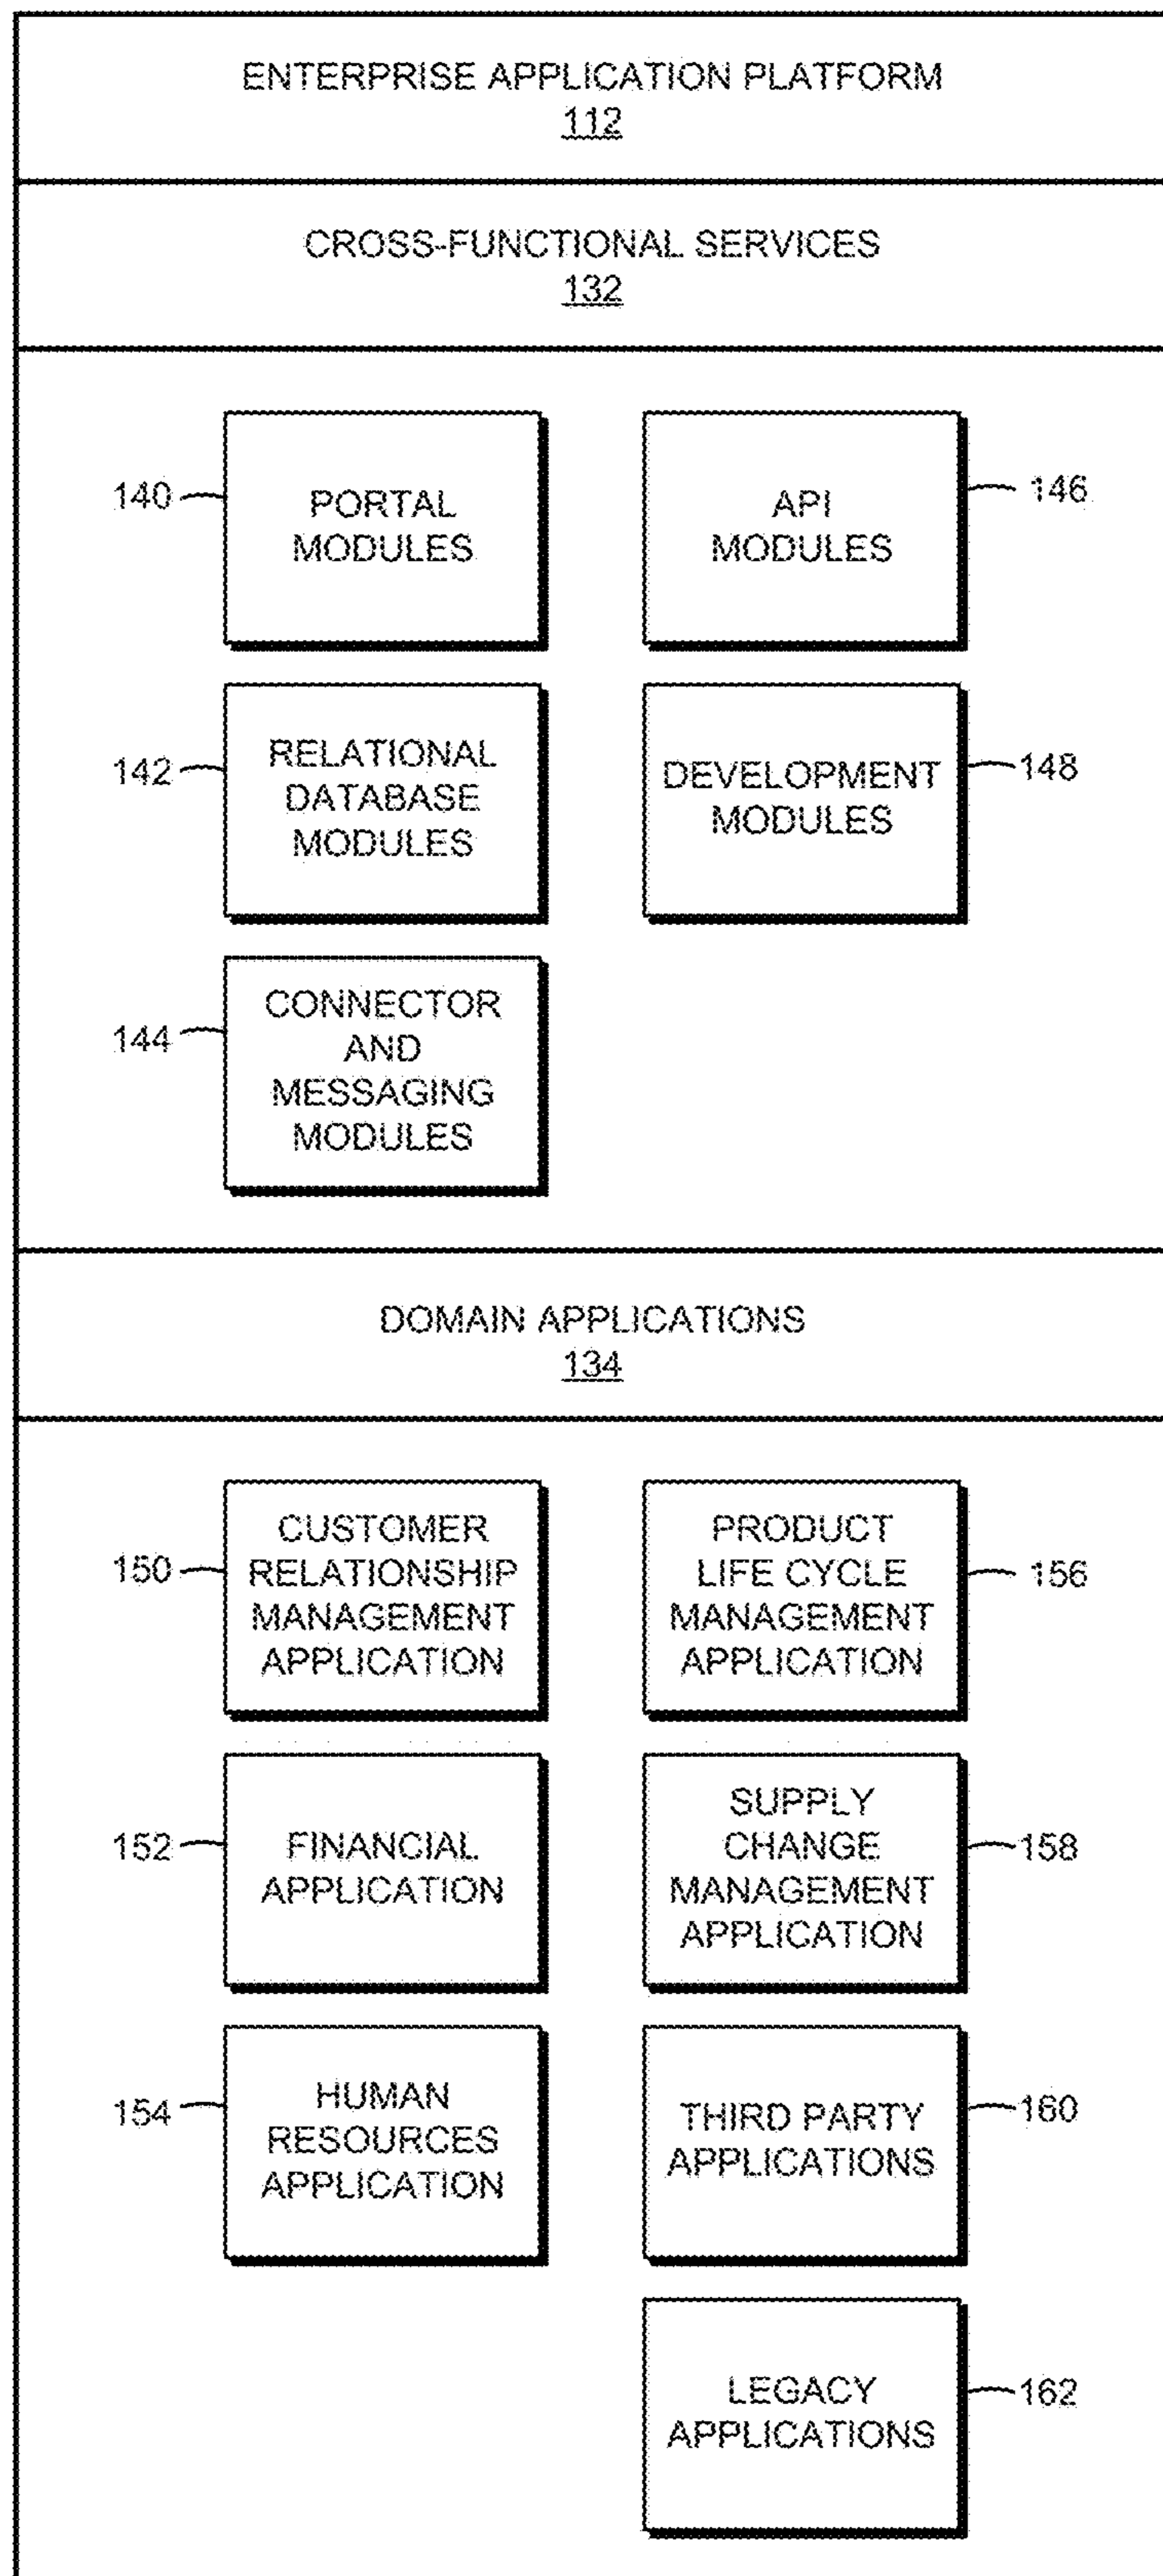 ENTERPRISE APPLICATION PLATFORM
112
CROSS-FUNCTIONAL SERVICES
132
140
PORTAL
MODULES
API
MODULES
146
142
RELATIONAL
DATABASE
MODULES
DEVELOPMENT
MODULES
148
144
CONNECTOR
AND
MESSAGING
MODULES
DOMAIN APPLICATIONS
134
150
CUSTOMER
RELATIONSHIP
MANAGEMENT
APPLICATION
PRODUCT
LIFE CYCLE
MANAGEMENT
APPLICATION
156
152
FINANCIAL
APPLICATION
SUPPLY
CHANGE
MANAGEMENT
APPLICATION
158
154
HUMAN
RESOURCES
APPLICATION
THIRD PARTY
APPLICATIONS
160
LEGACY
APPLICATIONS
162